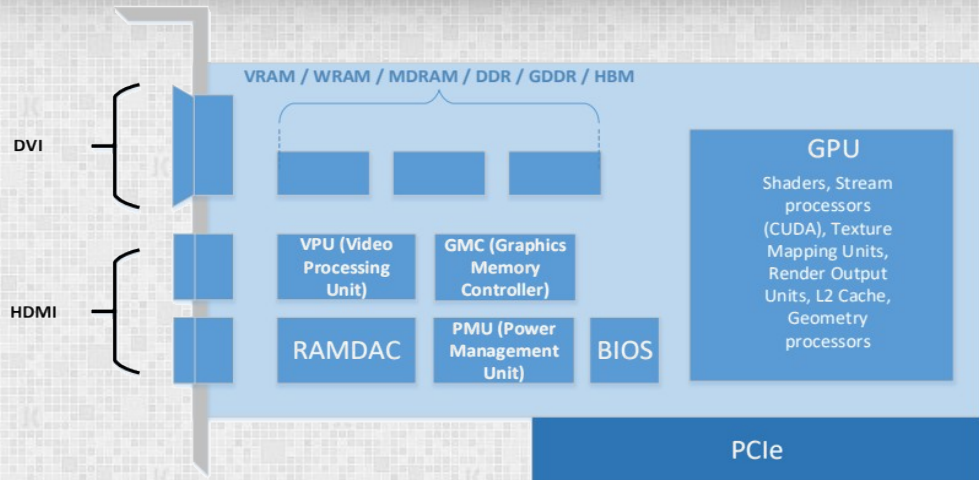 VRAM / WRAM / MDRAM / DDR / GDDR / HBM
DVI
GPU
Shaders, Stream
processors
(CUDA), Texture
Mapping Units,
Render Output
Units, L2 Cache,
Geometry
processors
HDMI
VPU (Video
Processing
Unit)
GMC (Graphics
Memory
Controller)
RAMDAC
PMU (Power
Management
Unit)
BIOS
PCIe